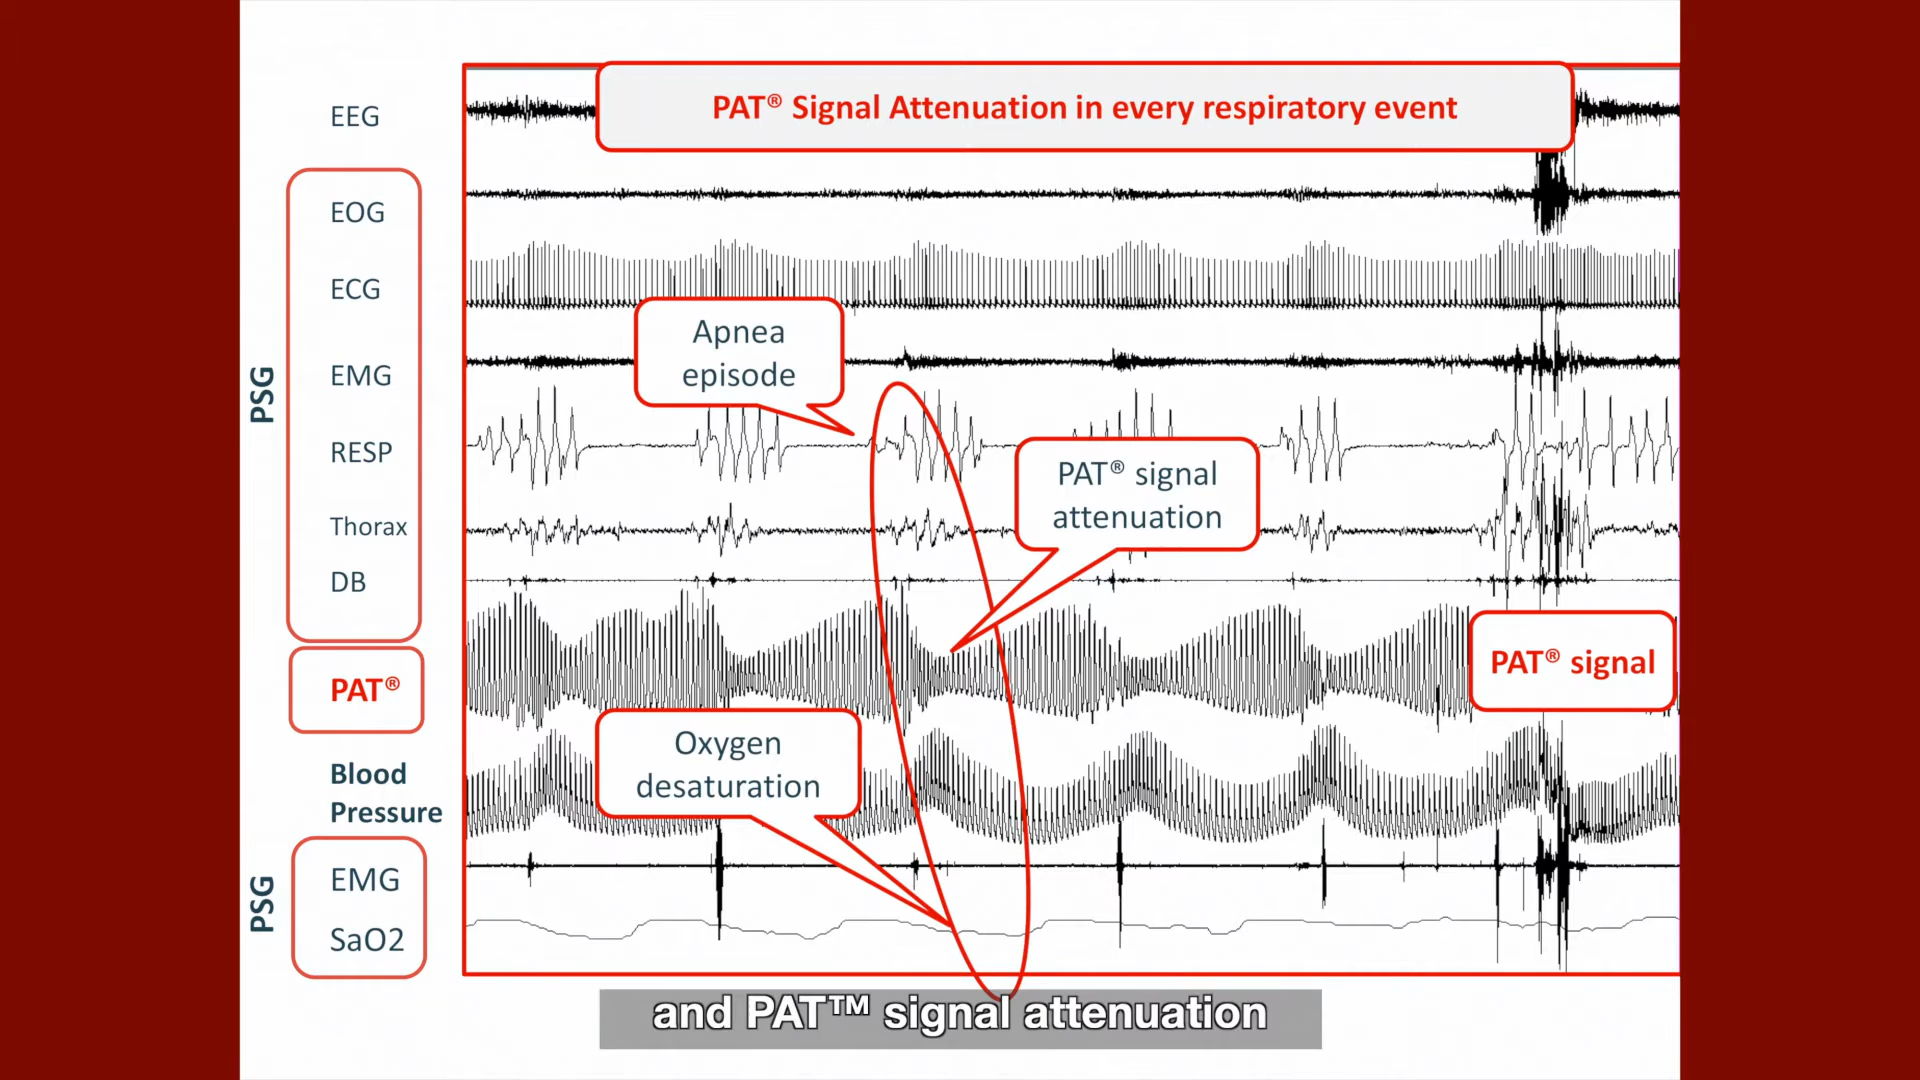 PAT® Signal Attenuation in every respiratory event
EEG
EOG
ECG
EMG
RESP
Thorax
DB
PSG
PAT®
Blood
Pressure
PSG
EMG
SaO2
Apnea
episode
PAT® signal
attenuation
PAT® signal
Oxygen
desaturation
and PAT™ signal attenuation